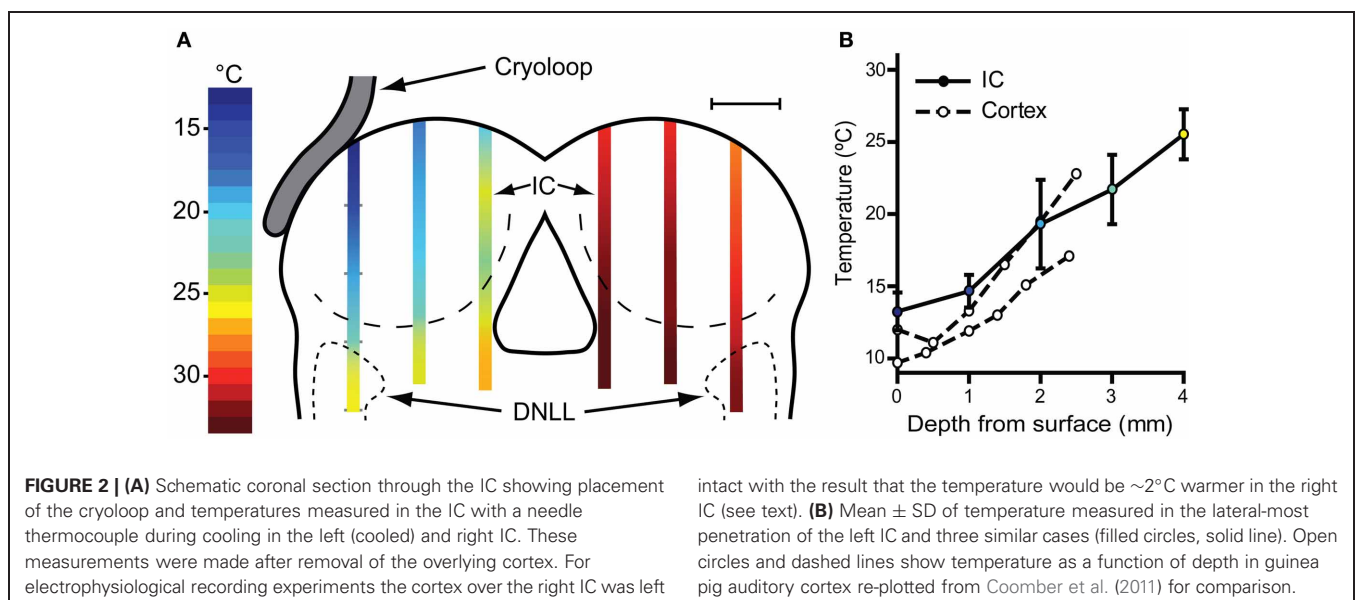 A
°C
15
20
25
30
Cryoloop
IC
DNLL
B
30
25
20
15
10
Temperature (ºC)
IC
Cortex
0
1
2
3
4
Depth from surface (mm)
FIGURE 2 | (A) Schematic coronal section through the IC showing placement
of the cryoloop and temperatures measured in the IC with a needle
thermocouple during cooling in the left (cooled) and right IC. These
measurements were made after removal of the overlying cortex. For
electrophysiological recording experiments the cortex over the right IC was left
intact with the result that the temperature would be ∼2°C warmer in the right
IC (see text). (B) Mean ± SD of temperature measured in the lateral-most
penetration of the left IC and three similar cases (filled circles, solid line). Open
circles and dashed lines show temperature as a function of depth in guinea
pig auditory cortex re-plotted from Coomber et al. (2011) for comparison.